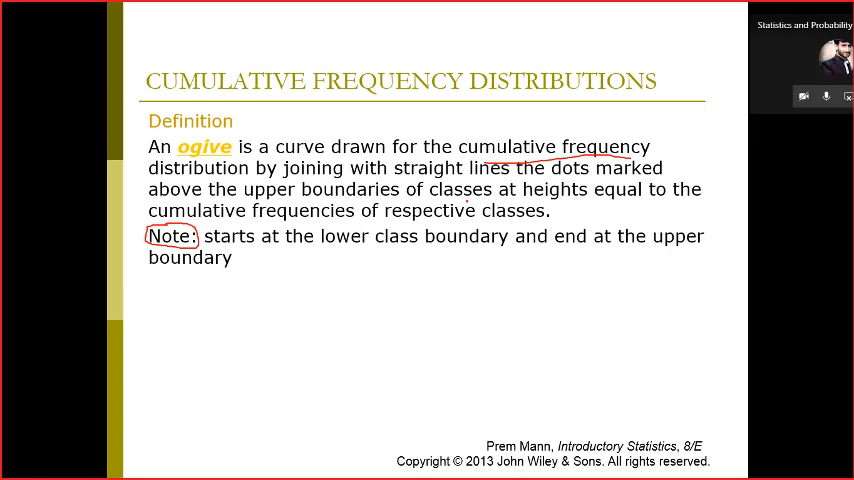 Statistics and Probability
CUMULATIVE FREQUENCY DISTRIBUTIONS
Definition
An ogive is a curve drawn for the cumulative frequency
distribution by joining with straight lines the dots marked
above the upper boundaries of classes at heights equal to the
cumulative frequencies of respective classes.
Note: starts at the lower class boundary and end at the upper
boundary
Prem Mann, Introductory Statistics, 8/E
Copyright © 2013 John Wiley & Sons. All rights reserved.